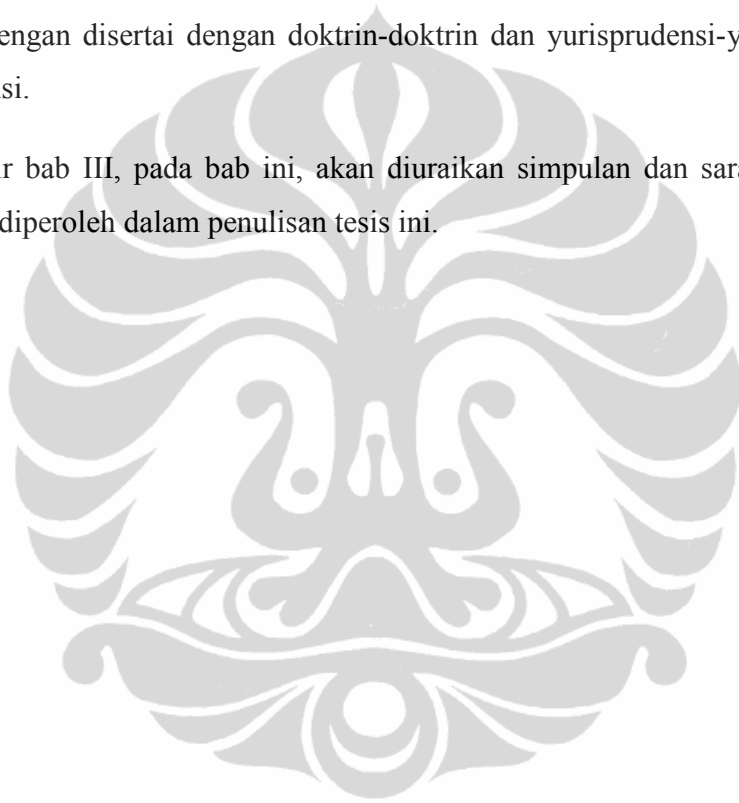 engan disertai dengan doktrin-doktrin dan yurisprudensi-y
si.
r bab III, pada bab ini, akan diuraikan simpulan dan sara
diperoleh dalam penulisan tesis ini.